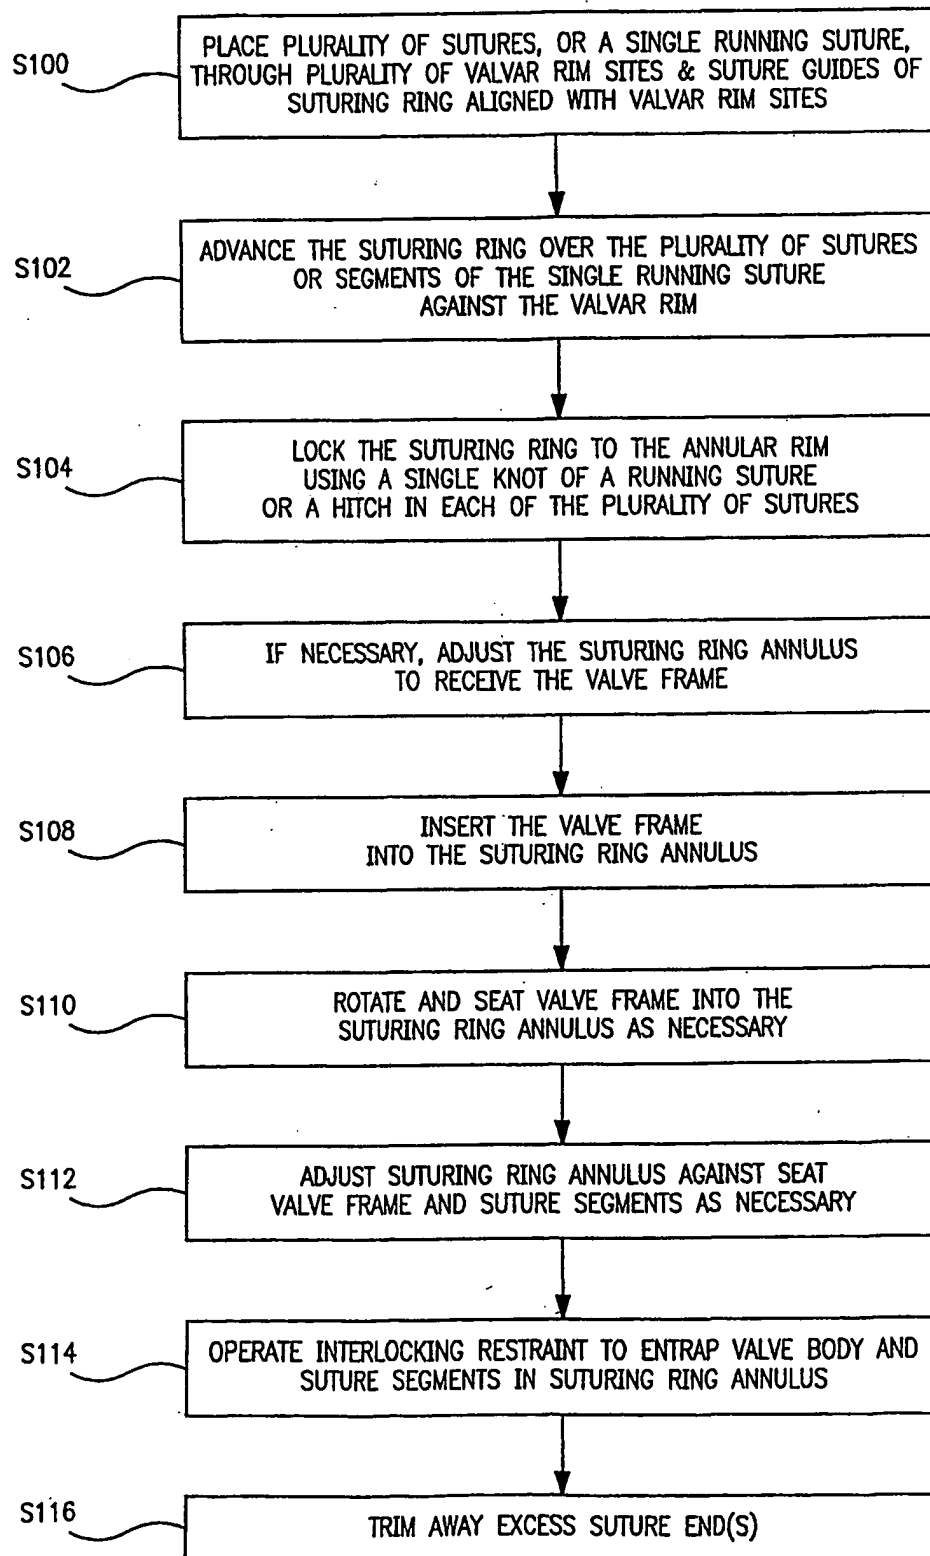 S100
PLACE PLURALITY OF SUTURES, OR A SINGLE RUNNING SUTURE,
THROUGH PLURALITY OF VALVAR RIM SITES & SUTURE GUIDES OF
SUTURING RING ALIGNED WITH VALVAR RIM SITES
S102
ADVANCE THE SUTURING RING OVER THE PLURALITY OF SUTURES
OR SEGMENTS OF THE SINGLE RUNNING SUTURE
AGAINST THE VALVAR RIM
S104
LOCK THE SUTURING RING TO THE ANNULAR RIM
USING A SINGLE KNOT OF A RUNNING SUTURE
OR A HITCH IN EACH OF THE PLURALITY OF SUTURES
S106
IF NECESSARY, ADJUST THE SUTURING RING ANNULUS
TO RECEIVE THE VALVE FRAME
S108
INSERT THE VALVE FRAME
INTO THE SUTURING RING ANNULUS
S110
ROTATE AND SEAT VALVE FRAME INTO THE
SUTURING RING ANNULUS AS NECESSARY
S112
ADJUST SUTURING RING ANNULUS AGAINST SEAT
VALVE FRAME AND SUTURE SEGMENTS AS NECESSARY
S114
OPERATE INTERLOCKING RESTRAINT TO ENTRAP VALVE BODY AND
SUTURE SEGMENTS IN SUTURING RING ANNULUS
S116
TRIM AWAY EXCESS SUTURE END(S)